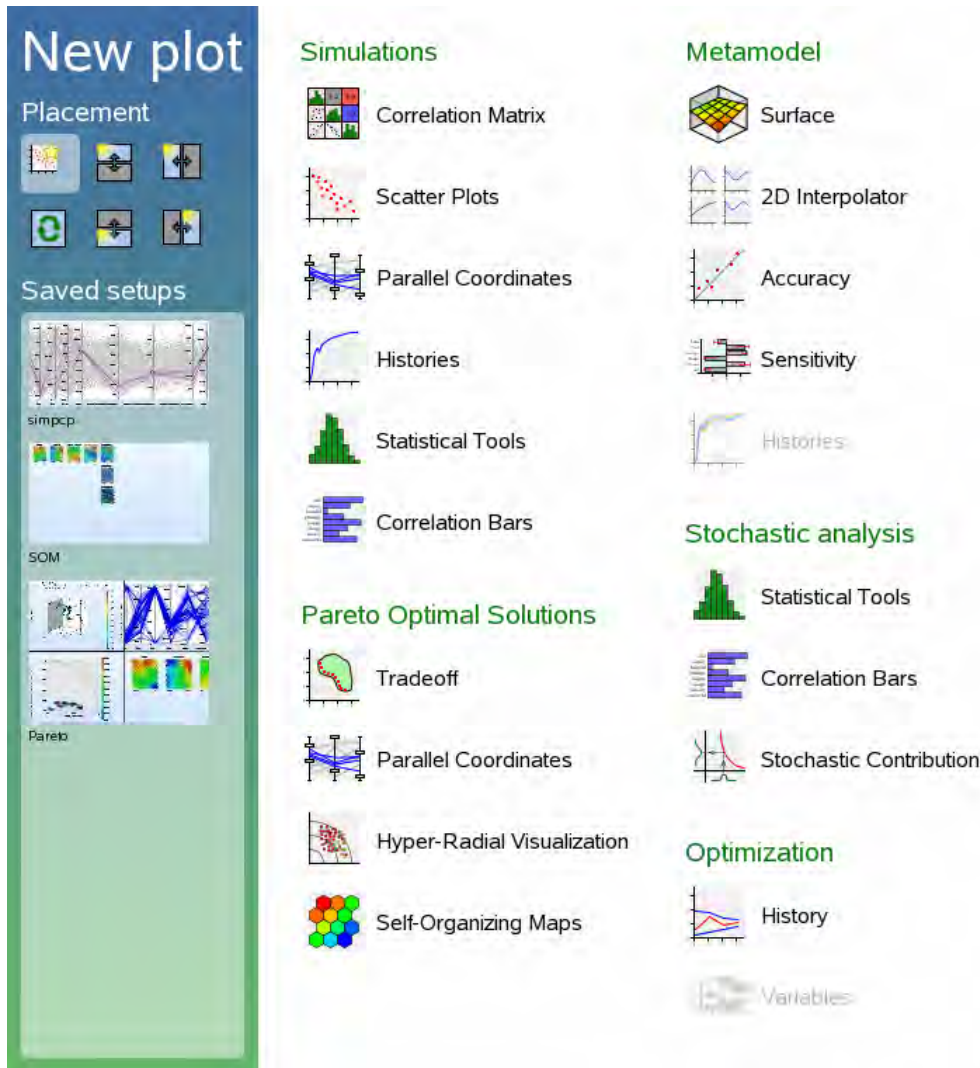 New plot
Placement
Saved setups
simpcp
SOM
Pareto
Simulations
Correlation Matrix
Scatter Plots
Parallel Coordinates
Histories
Statistical Tools
Correlation Bars
Pareto Optimal Solutions
Tradeoff
Parallel Coordinates
Hyper-Radial Visualization
Self-Organizing Maps
Metamodel
Surface
2D Interpolator
Accuracy
Sensitivity
Histories
Stochastic analysis
Statistical Tools
Correlation Bars
Stochastic Contribution
Optimization
History
Variables